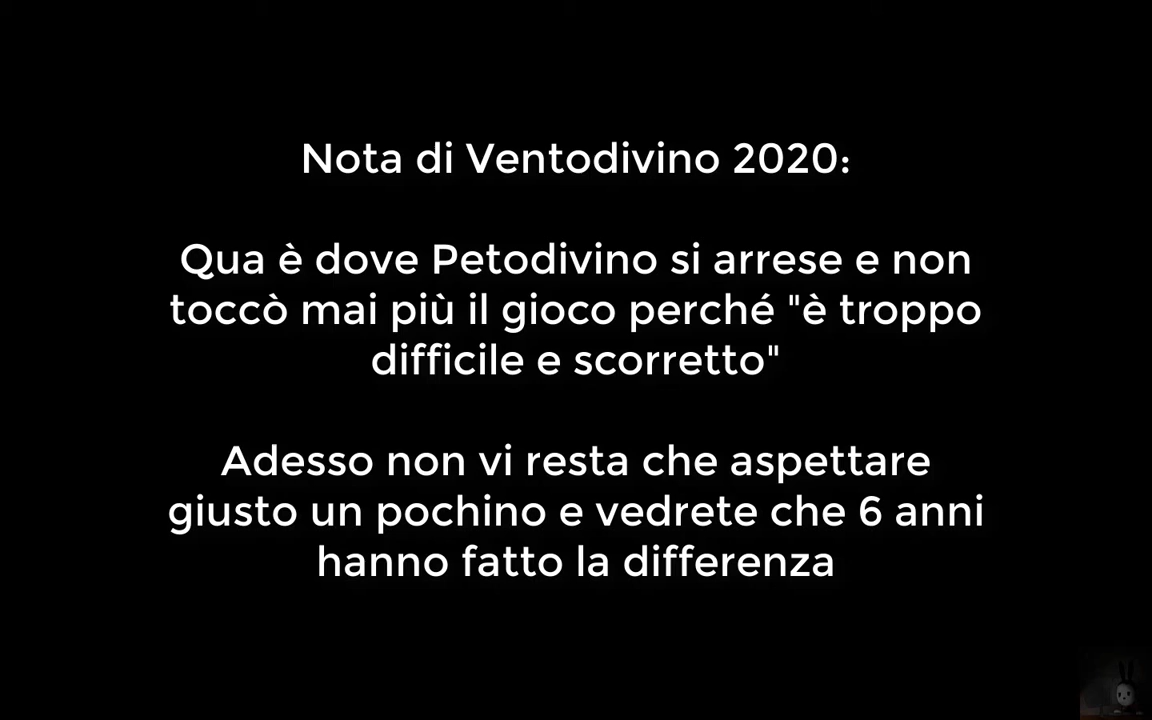 Nota di Ventodivino 2020:
Qua è dove Petodivino si arrese e non
toccò mai più il gioco perché "è troppo
difficile e scorretto"
Adesso non vi resta che aspettare
giusto un pochino e vedrete che 6 anni
hanno fatto la differenza